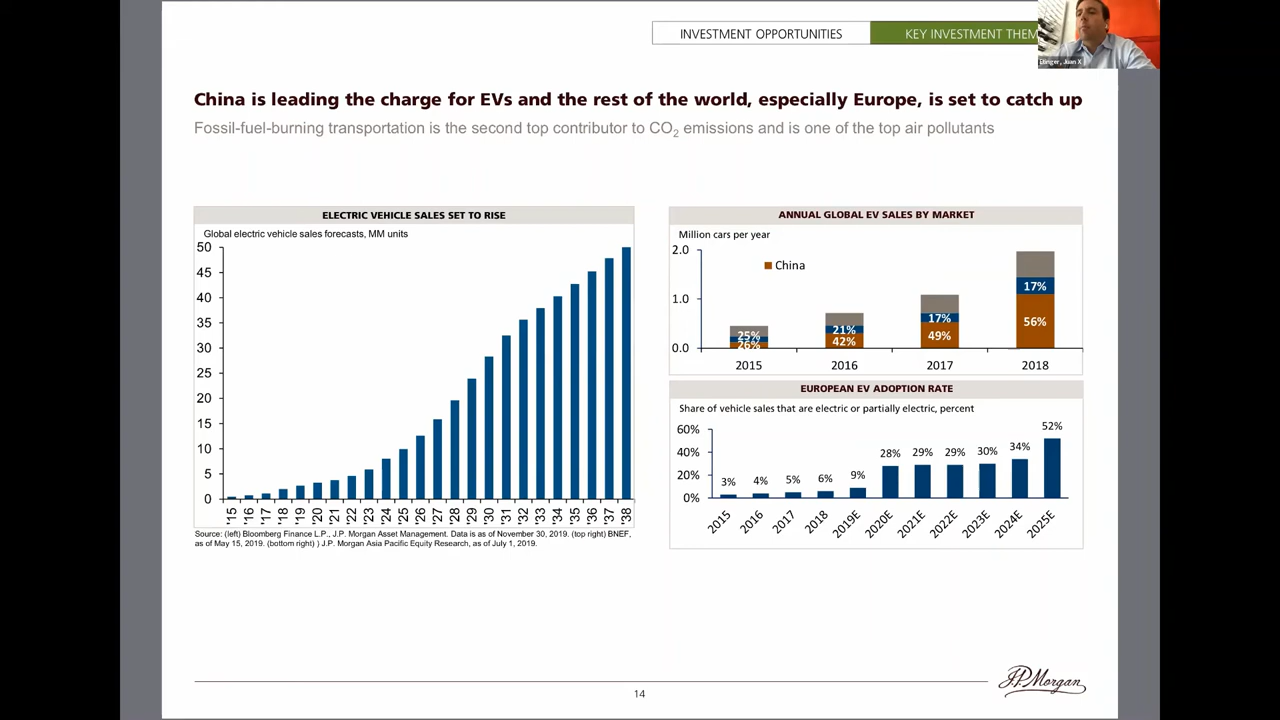 INVESTMENT OPPORTUNITIES
KEY INVESTMENT THEM
Juan X
China is leading the charge for EVs and the rest of the world, especially Europe, is set to catch up
Fossil-fuel-burning transportation is the second top contributor to CO2 emissions and is one of the top air pollutants
ELECTRIC VEHICLE SALES SET TO RISE
Global electric vehicle sales forecasts, MM units
50
45
40
35
30
25
20
15
10
5
0
'15 '16 '17 '18 '19 '20 '21 '22 '23 '24 '25 '26 '27 '28 '29 '30 '31 '32 '33 '34 '35 '36 '37 '38
Source: (left) Bloomberg Finance L.P., J.P. Morgan Asset Management. Data is as of November 30, 2019. (top right) BNEF,
as of May 15, 2019. (bottom right) ) J.P. Morgan Asia Pacific Equity Research, as of July 1, 2019.
ANNUAL GLOBAL EV SALES BY MARKET
Million cars per year
2.0
1.0
0.0
China
25%
26%
21%
42%
17%
49%
17%
56%
2015 2016 2017 2018
EUROPEAN EV ADOPTION RATE
Share of vehicle sales that are electric or partially electric, percent
60%
40%
20%
0%
3% 4% 5% 6% 9% 28% 29% 29% 30% 34% 52%
2015 2016 2017 2018 2019E 2020E 2021E 2022E 2023E 2024E 2025E
14
J.P.Morgan